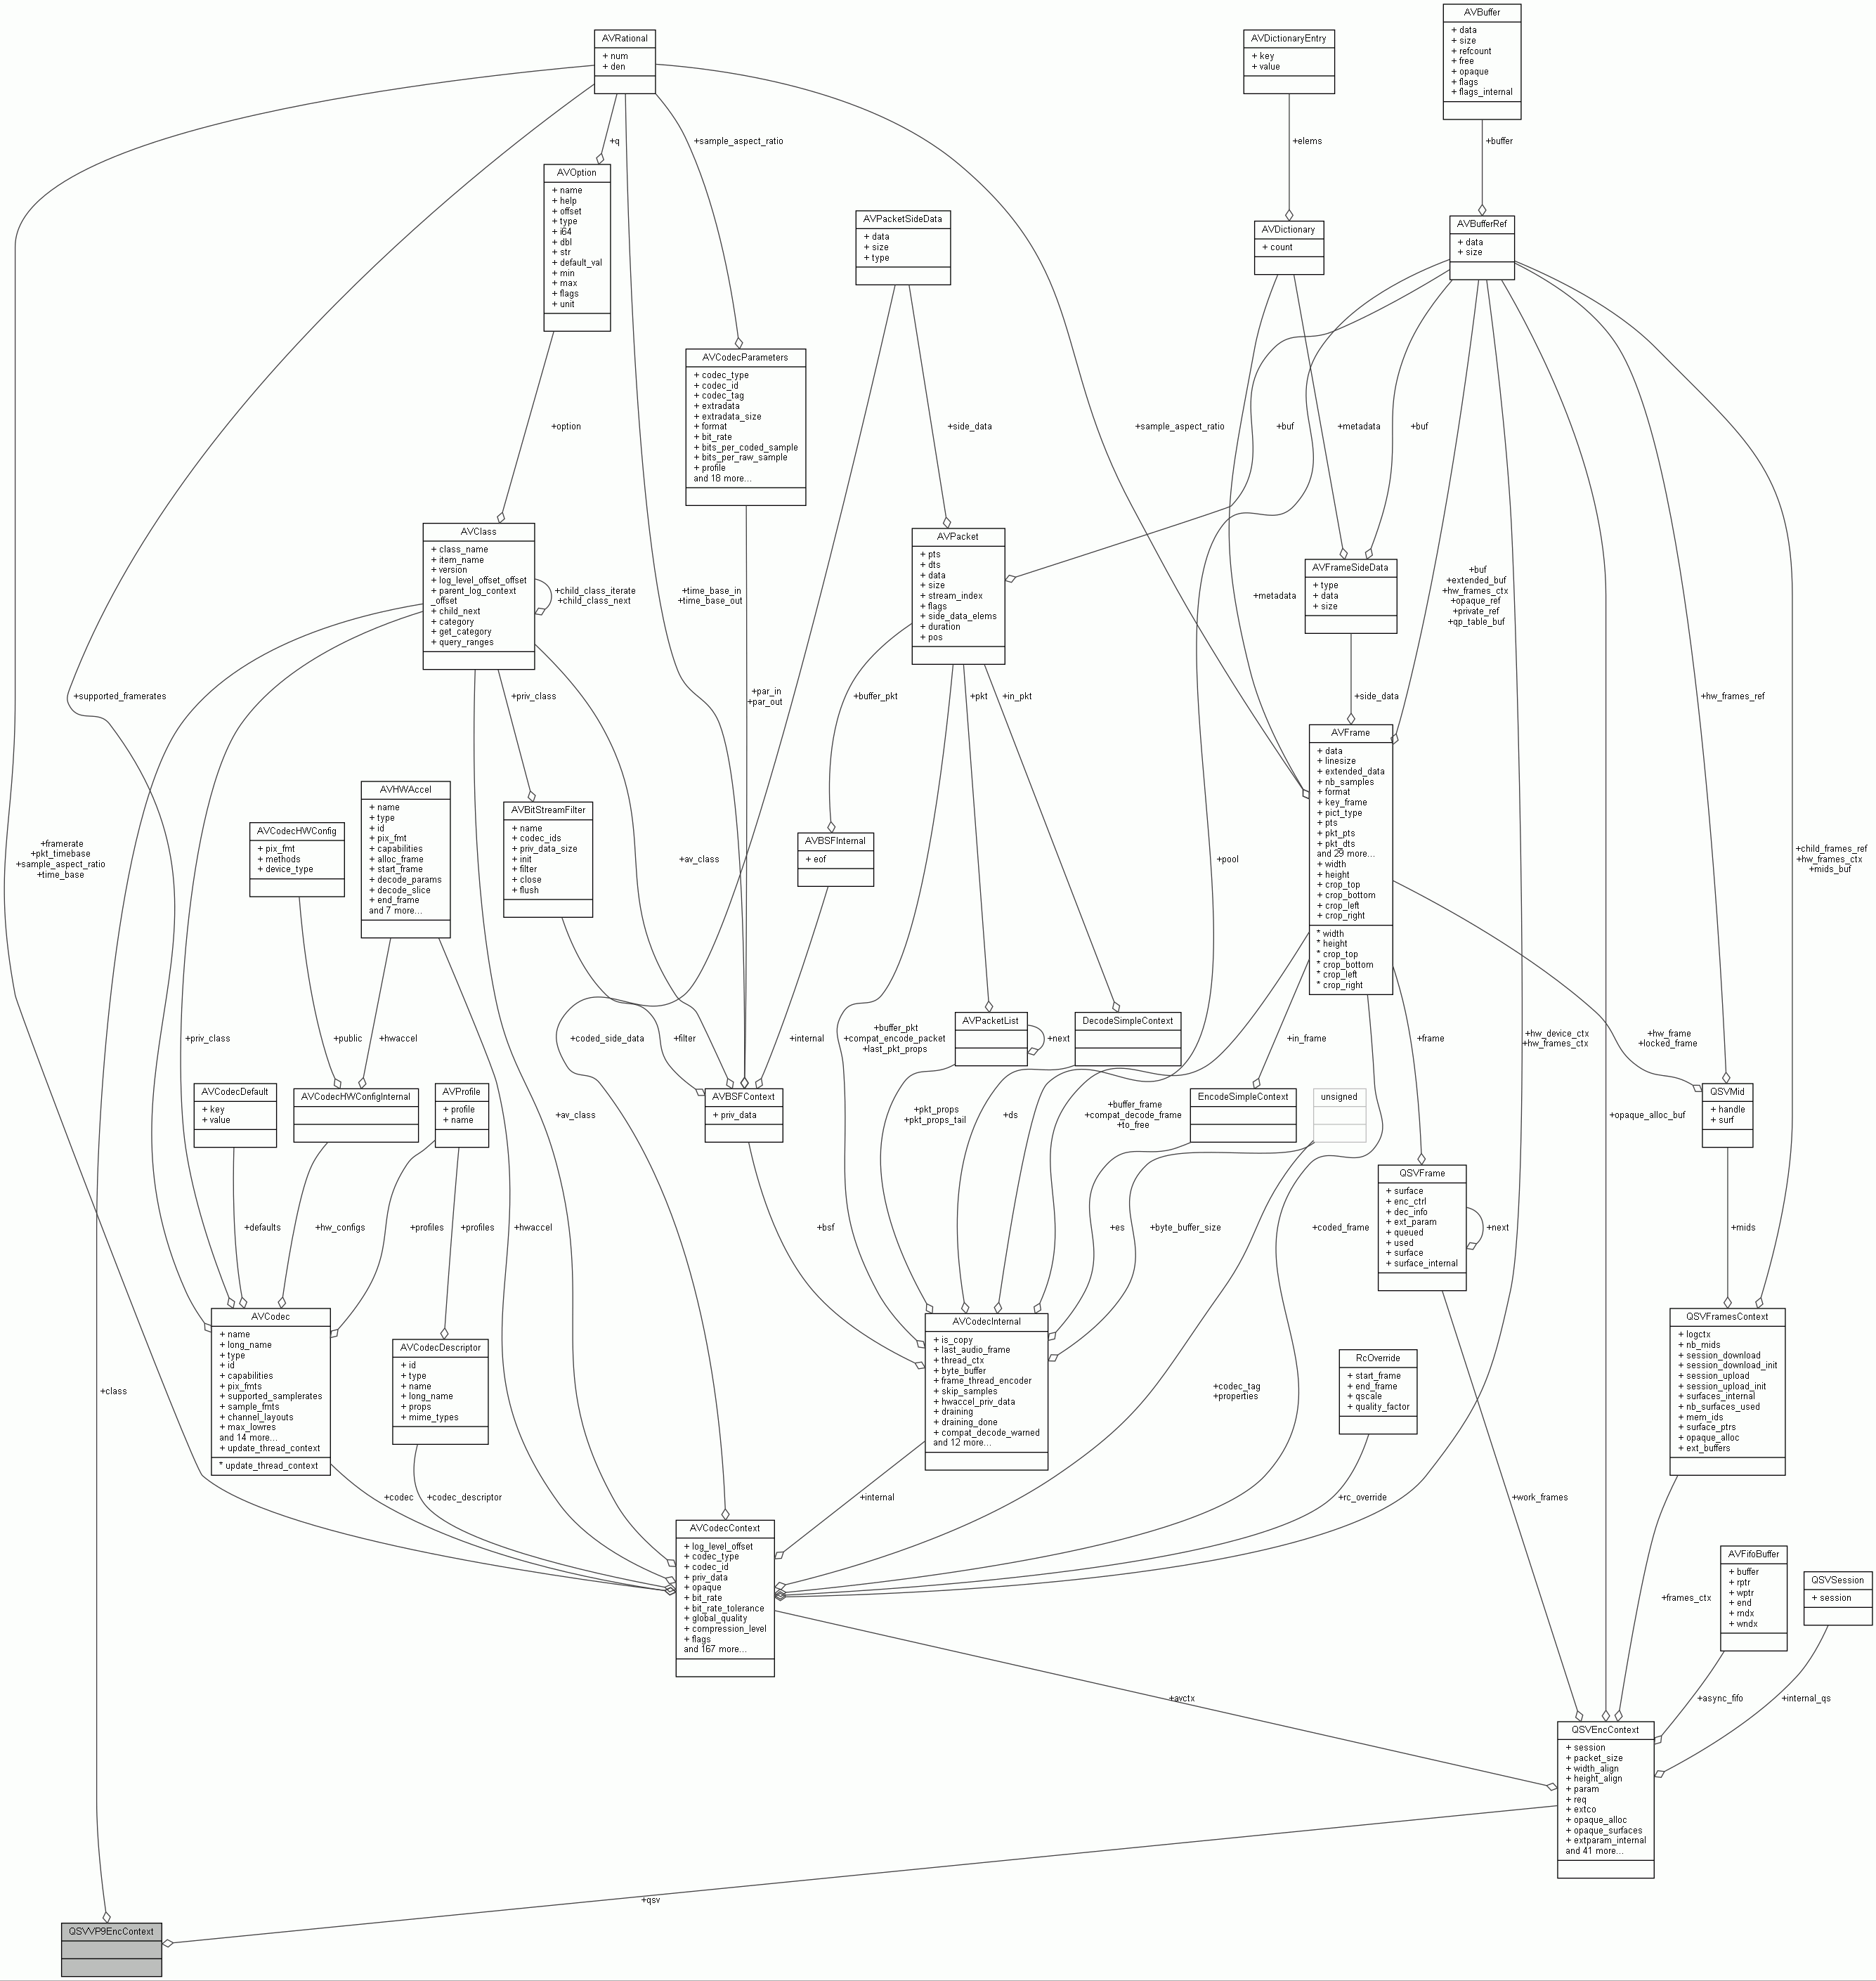 AVBuffer
+ data
+ size
+ refcount
+ free
+ opaque
+ flags
+ flags_internal
AVRational
+ num
+ den
AVDictionaryEntry
+ key
+ value
+q
+sample_aspect_ratio
+elems
+buffer
AVOption
+ name
+ help
+ offset
+ type
+ i64
+ dbl
+ str
+ default_val
+ min
+ max
+ flags
+ unit
AVPacketSideData
+ data
+ size
+ type
AVDictionary
+ count
AVBufferRef
+ data
+ size
AVCodecParameters
+ codec_type
+ codec_id
+ codec_tag
+ extradata
+ extradata_size
+ format
+ bit_rate
+ bits_per_coded_sample
+ bits_per_raw_sample
+ profile
and 18 more...
+option
+side_data
+sample_aspect_ratio
+buf
+metadata
+buf
AVClass
+ class_name
+ item_name
+ version
+ log_level_offset_offset
+ parent_log_context
_offset
+ child_next
+ category
+ get_category
+ query_ranges
+child_class_iterate
+child_class_next
+time_base_in
+time_base_out
AVPacket
+ pts
+ dts
+ data
+ size
+ stream_index
+ flags
+ side_data_elems
+ duration
+ pos
+metadata
AVFrameSideData
+ type
+ data
+ size
+buf
+extended_buf
+hw_frames_ctx
+opaque_ref
+private_ref
+qp_table_buf
+supported_framerates
+priv_class
+par_in
+par_out
+buffer_pkt
+pkt
+in_pkt
+side_data
+hw_frames_ref
AVFrame
+ data
+ linesize
+ extended_data
+ nb_samples
+ format
+ key_frame
+ pict_type
+ pts
+ pkt_pts
+ pkt_dts
and 29 more...
+ width
+ height
+ crop_top
+ crop_bottom
+ crop_left
+ crop_right
* width
* height
* crop_top
* crop_bottom
* crop_left
* crop_right
+framerate
+pkt_timebase
+sample_aspect_ratio
+time_base
AVCodecHWConfig
+ pix_fmt
+ methods
+ device_type
AVHWAccel
+ name
+ type
+ id
+ pix_fmt
+ capabilities
+ alloc_frame
+ start_frame
+ decode_params
+ decode_slice
+ end_frame
and 7 more...
AVBitStreamFilter
+ name
+ codec_ids
+ priv_data_size
+ init
+ filter
+ close
+ flush
+av_class
AVBSFInternal
+ eof
+pool
+child_frames_ref
+hw_frames_ctx
+mids_buf
+priv_class
+public
+hwaccel
+coded_side_data
+filter
+internal
+buffer_pkt
+compat_encode_packet
+last_pkt_props
AVPacketList
+next
DecodeSimpleContext
+in_frame
+frame
+hw_device_ctx
+hw_frames_ctx
+hw_frame
+locked_frame
AVCodecDefault
+ key
+ value
AVCodecHWConfigInternal
AVProfile
+ profile
+ name
+av_class
AVBSFContext
+ priv_data
+pkt_props
+pkt_props_tail
+ds
+buffer_frame
+compat_decode_frame
+to_free
EncodeSimpleContext
unsigned
+opaque_alloc_buf
QSVMid
+ handle
+ surf
QSVFrame
+ surface
+ enc_ctrl
+ dec_info
+ ext_param
+ queued
+ used
+ surface
+ surface_internal
+next
+defaults
+hw_configs
+profiles
+profiles
+hwaccel
+bsf
+es
+byte_buffer_size
+coded_frame
+mids
AVCodec
+ name
+ long_name
+ type
+ id
+ capabilities
+ pix_fmts
+ supported_samplerates
+ sample_fmts
+ channel_layouts
+ max_lowres
and 14 more...
+ update_thread_context
* update_thread_context
AVCodecDescriptor
+ id
+ type
+ name
+ long_name
+ props
+ mime_types
AVCodecInternal
+ is_copy
+ last_audio_frame
+ thread_ctx
+ byte_buffer
+ frame_thread_encoder
+ skip_samples
+ hwaccel_priv_data
+ draining
+ draining_done
+ compat_decode_warned
and 12 more...
+codec_tag
+properties
RcOverride
+ start_frame
+ end_frame
+ qscale
+ quality_factor
QSVFramesContext
+ logctx
+ nb_mids
+ session_download
+ session_download_init
+ session_upload
+ session_upload_init
+ surfaces_internal
+ nb_surfaces_used
+ mem_ids
+ surface_ptrs
+ opaque_alloc
+ ext_buffers
+class
+codec
+codec_descriptor
+internal
+rc_override
+work_frames
AVCodecContext
+ log_level_offset
+ codec_type
+ codec_id
+ priv_data
+ opaque
+ bit_rate
+ bit_rate_tolerance
+ global_quality
+ compression_level
+ flags
and 167 more...
+frames_ctx
AVFifoBuffer
+ buffer
+ rptr
+ wptr
+ end
+ rndx
+ wndx
QSVSession
+ session
+avctx
+async_fifo
+internal_qs
QSVEncContext
+ session
+ packet_size
+ width_align
+ height_align
+ param
+ req
+ extco
+ opaque_alloc
+ opaque_surfaces
+ extparam_internal
and 41 more...
+qsv
QSVVP9EncContext